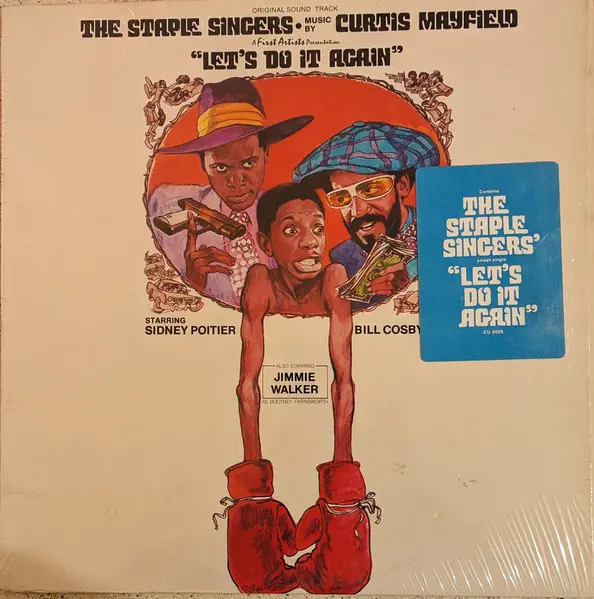 ORIGINAL SOUND TRACK
THE STAPLE SINGERS • MUSIC BY CURTIS MAYFIELD
A First Artists Presentation
“LET'S DO IT AGAIN”
STARRING
SIDNEY POITIER
BILL COSBY
ALSO STARRING
JIMMIE
WALKER
AS BOOTNEY FARNSWORTH
Contains
THE
STAPLE
SINGERS’
smash single
“LET'S
DO IT
AGAIN”
CU 5005